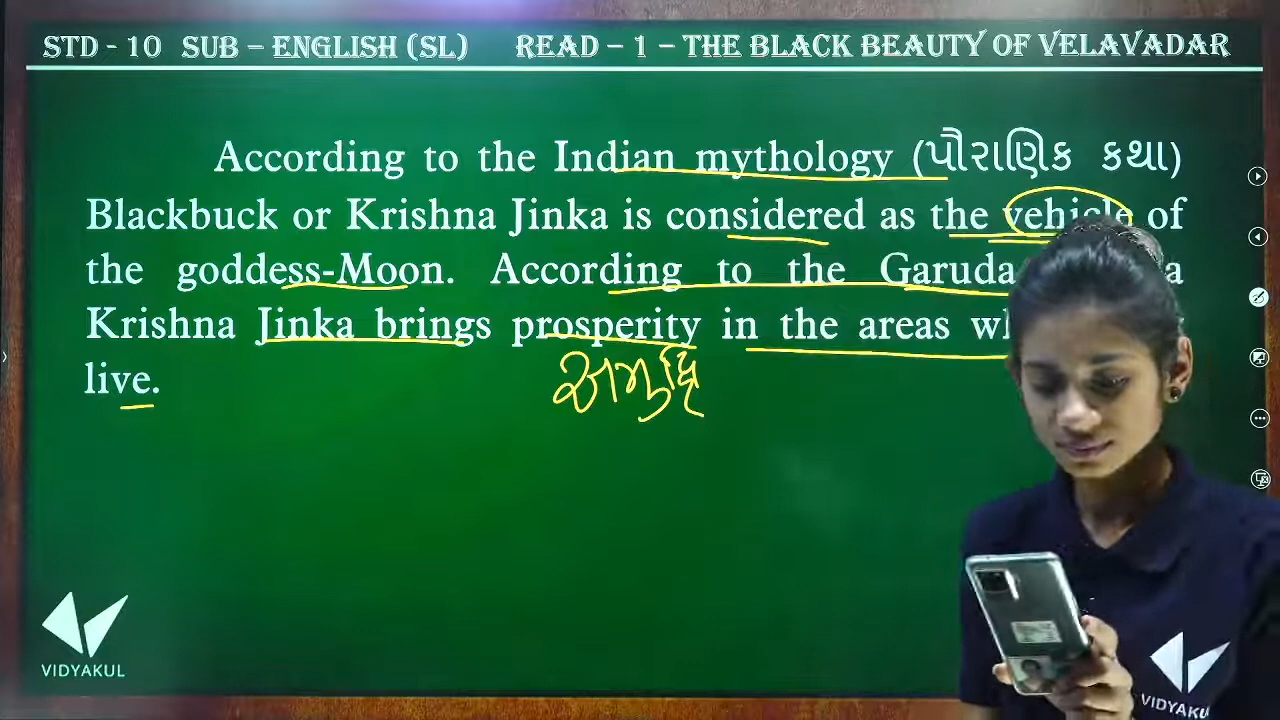 STD - 10 SUB – ENGLISH (SL) READ – 1 – THE BLACK BEAUTY OF VELAVADAR
According to the Indian mythology (પૌરાણિક કથા)
Blackbuck or Krishna Jinka is considered as the vehicle of
the goddess-Moon. According to the Garuda
Krishna Jinka brings prosperity in the areas
live.
સમૃદ્ધિ
VIDYAKUL
VIDYAKUL